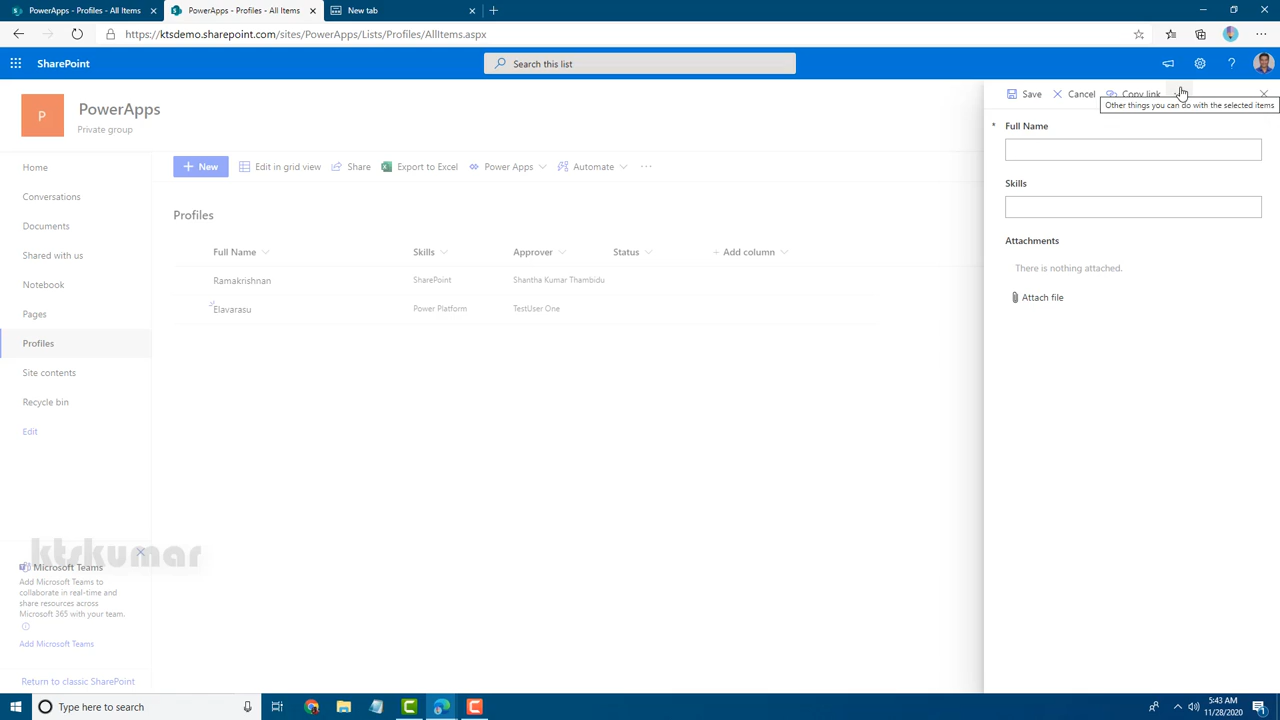 PowerApps - Profiles - All Items
PowerApps - Profiles - All Items
New tab
https://ktsdemo.sharepoint.com/sites/PowerApps/Lists/Profiles/AllItems.aspx
SharePoint
Search this list
P
PowerApps
Private group
Save
Cancel
Copy link
Other things you can do with the selected items
Home
Conversations
Documents
Shared with us
Notebook
Pages
Profiles
Site contents
Recycle bin
Edit
New
Edit in grid view
Share
Export to Excel
Power Apps
Automate
Profiles
Full Name
Skills
Approver
Status
Add column
Ramakrishnan
SharePoint
Shantha Kumar Thambidu
Elavarasu
Power Platform
TestUser One
* Full Name
Skills
Attachments
There is nothing attached.
Attach file
ktskumar
Microsoft Teams
Add Microsoft Teams to
collaborate in real-time and
share resources across
Microsoft 365 with your team.
Add Microsoft Teams
Return to classic SharePoint
Type here to search
5:43 AM
11/28/2020